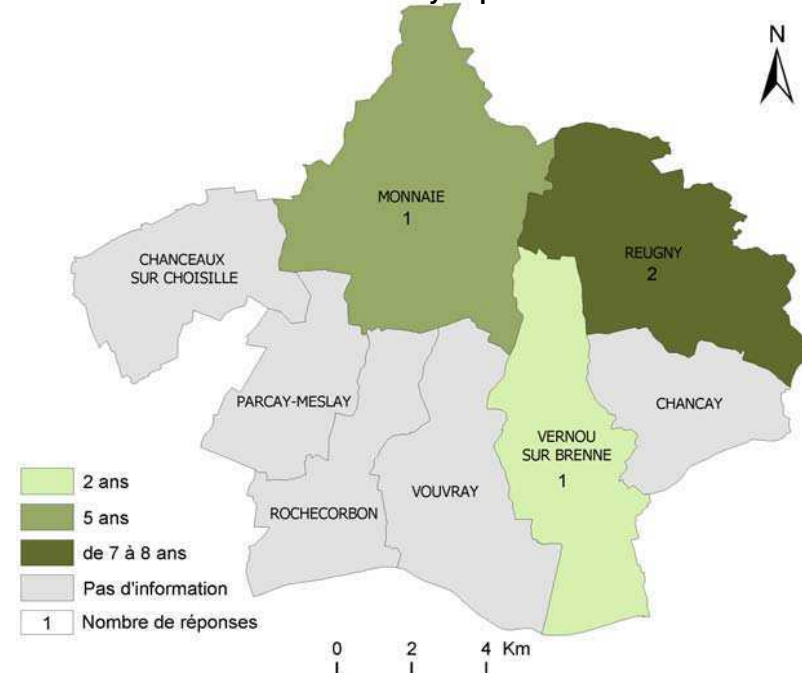 N
MONNAIE
1
REUGNY
2
CHANCEAUX
SUR CHOISILLE
PARCAY-MESLAY
CHANCAY
VERNOU
SUR BRENNE
1
VOUVRAY
ROCHECORBON
2 ans
5 ans
de 7 à 8 ans
Pas d'information
1 Nombre de réponses
0 2 4 Km